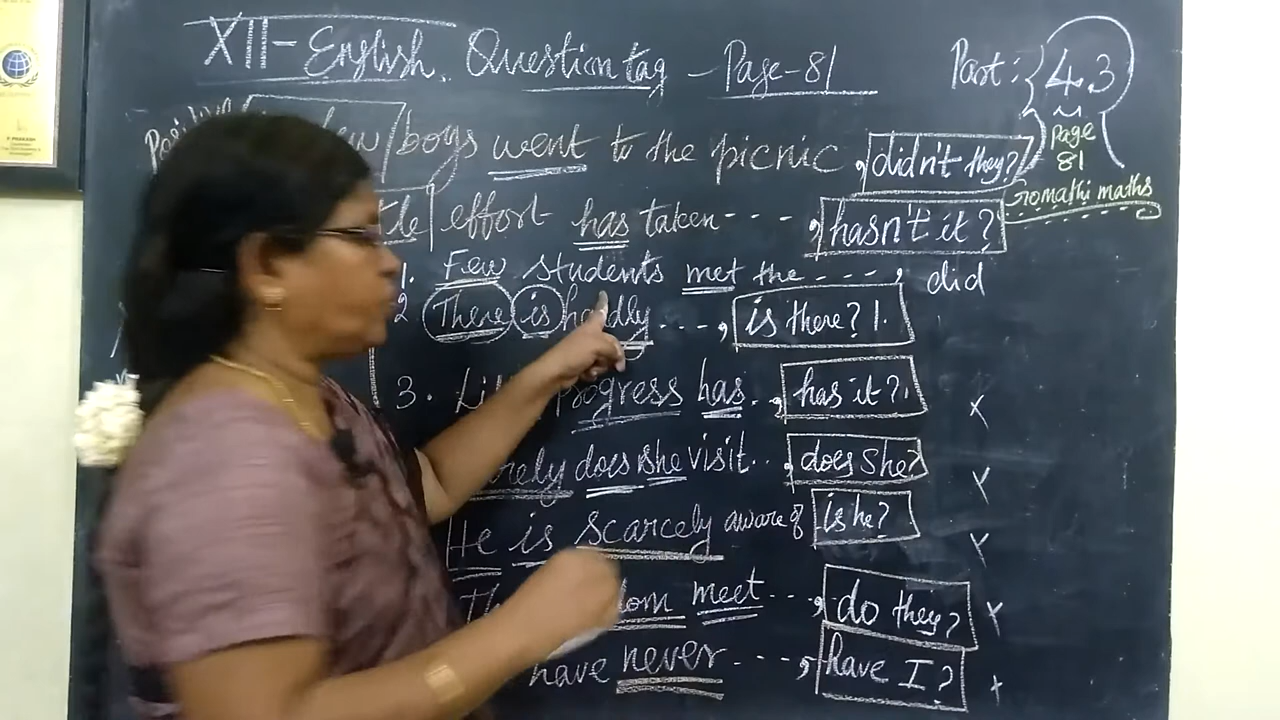 XII - English. Question tag - Page - 81
Part: 4.3
Page
81
Positive few boys went to the picnic, didn't they?
Gomathi maths
effort has taken - - - , hasn't it?
1. Few students met the - - - - , did
2 There is hardly - - - - , is there? 1.
3. progress has . . , has it?
does she visit . . , does she?
He is scarcely aware of is he?
meet - - - - , do they?
have never - - - - , have I?